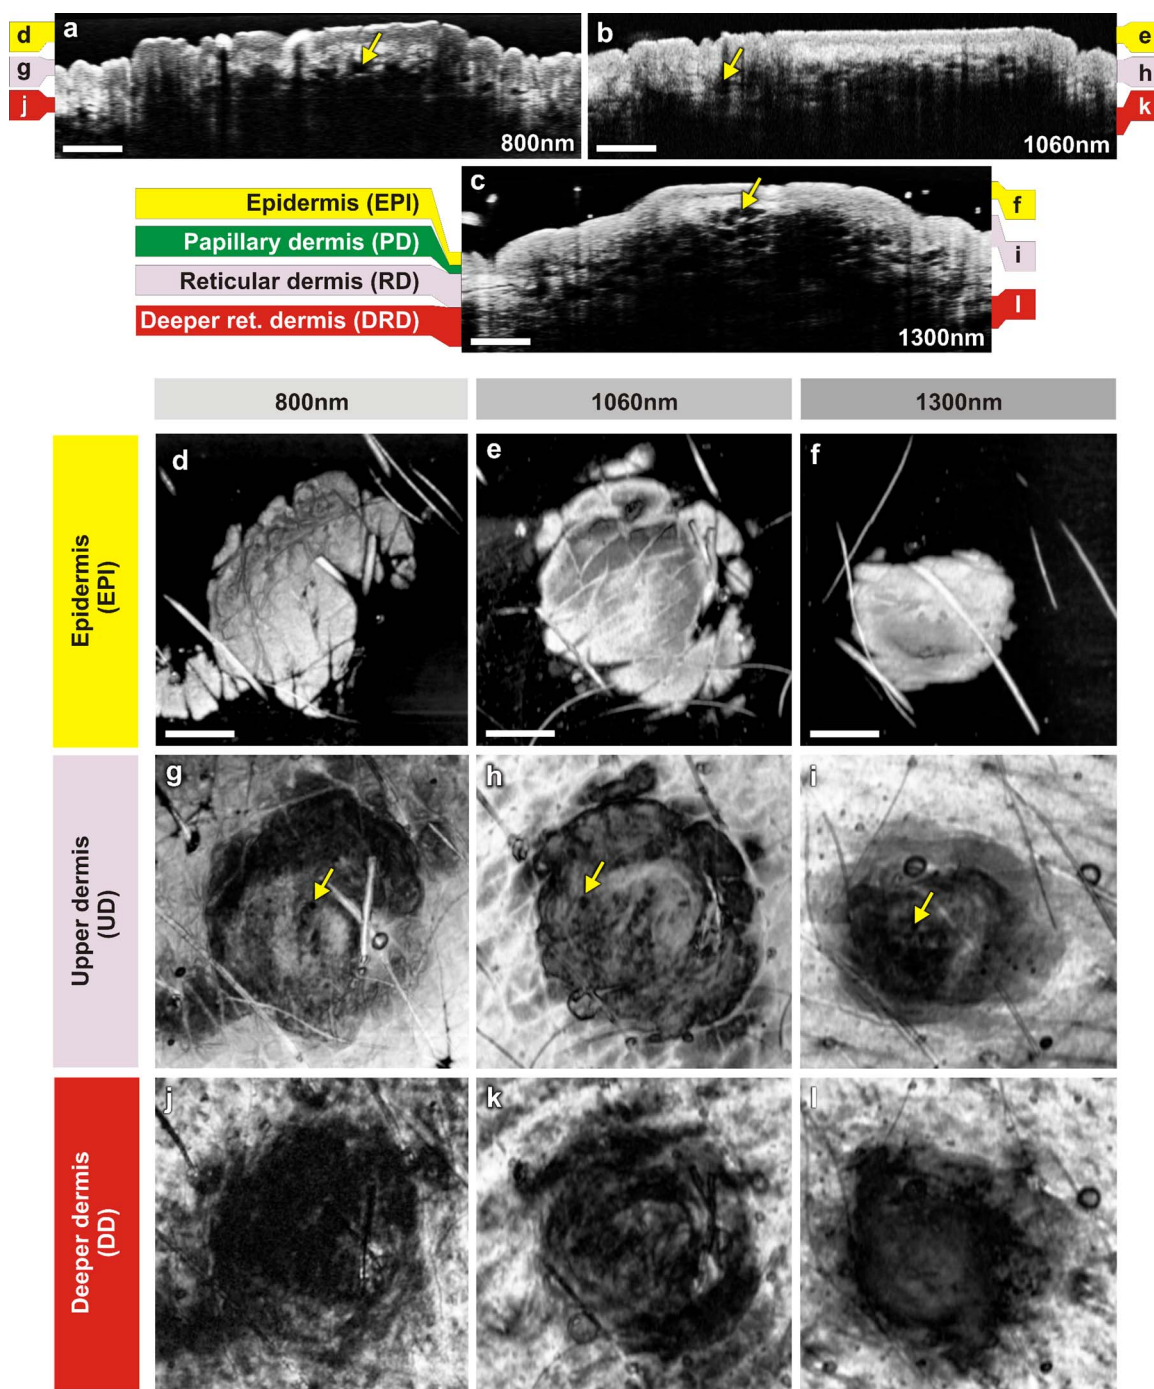 a
b
d
g
j
800nm
1060nm
e
h
k
c
Epidermis (EPI)
Papillary dermis (PD)
Reticular dermis (RD)
Deeper ret. dermis (DRD)
1300nm
f
i
l
800nm
1060nm
1300nm
Epidermis
(EPI)
d
e
f
Upper dermis
(UD)
g
h
i
Deeper dermis
(DD)
j
k
l